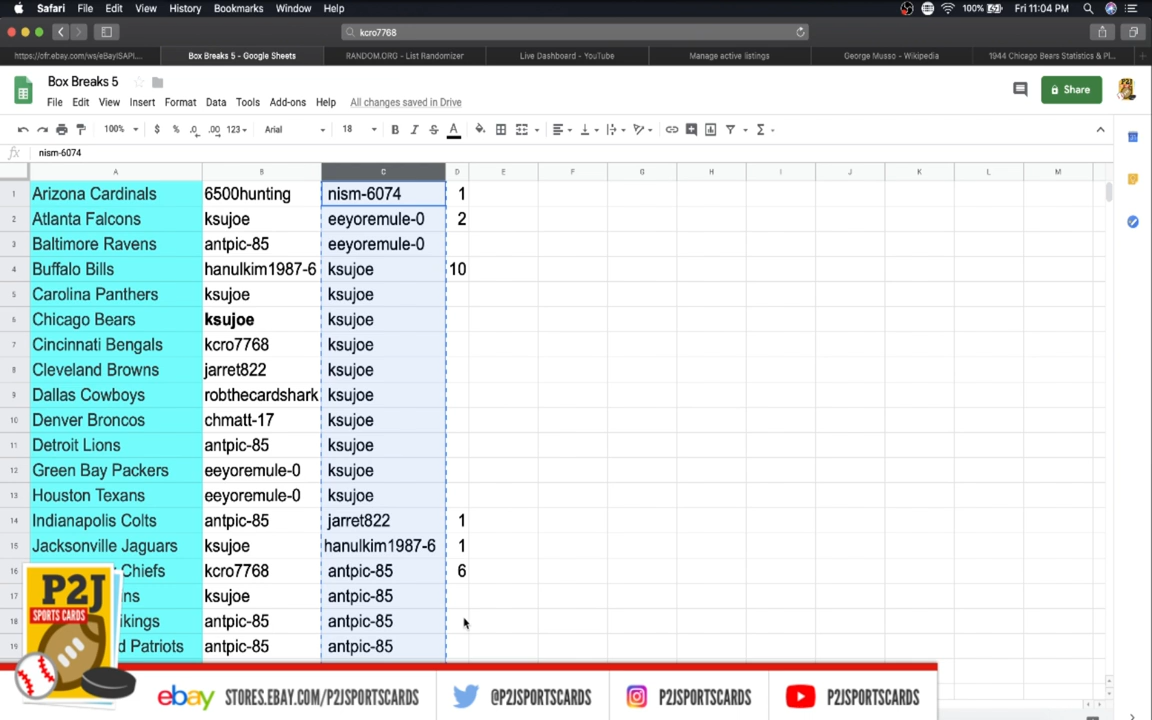 Safari File Edit View History Bookmarks Window Help 100% Fri 11:04 PM
kcro7768
https://ofr.ebay.com/ws/eBayISAPI.... Box Breaks 5 - Google Sheets RANDOM.ORG - List Randomizer Live Dashboard - YouTube Manage active listings George Musso - Wikipedia 1944 Chicago Bears Statistics & Pl...
Box Breaks 5
File Edit View Insert Format Data Tools Add-ons Help All changes saved in Drive
Share
100% $ % .0 .00 123 Arial 18 B I S A
fx nism-6074
A B C D E F G H I J K L M
1 Arizona Cardinals 6500hunting nism-6074 1
2 Atlanta Falcons ksujoe eeyoremule-0 2
3 Baltimore Ravens antpic-85 eeyoremule-0
4 Buffalo Bills hanulkim1987-6 ksujoe 10
5 Carolina Panthers ksujoe ksujoe
6 Chicago Bears ksujoe ksujoe
7 Cincinnati Bengals kcro7768 ksujoe
8 Cleveland Browns jarret822 ksujoe
9 Dallas Cowboys robthecardshark ksujoe
10 Denver Broncos chmatt-17 ksujoe
11 Detroit Lions antpic-85 ksujoe
12 Green Bay Packers eeyoremule-0 ksujoe
13 Houston Texans eeyoremule-0 ksujoe
14 Indianapolis Colts antpic-85 jarret822 1
15 Jacksonville Jaguars ksujoe hanulkim1987-6 1
16 Chiefs kcro7768 antpic-85 6
17 ns ksujoe antpic-85
18 ikings antpic-85 antpic-85
19 d Patriots antpic-85 antpic-85
P2J
SPORTS CARDS
ebay STORES.EBAY.COM/P2JSPORTSCARDS @P2JSPORTSCARDS P2JSPORTSCARDS P2JSPORTSCARDS